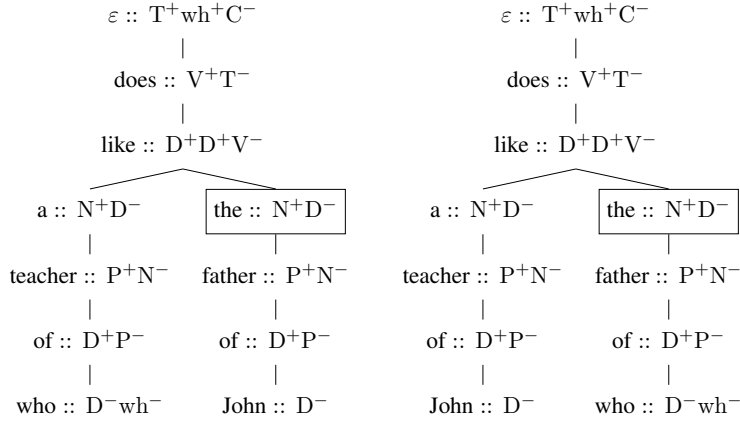 ε :: T⁺wh⁺C⁻ ε :: T⁺wh⁺C⁻
does :: V⁺T⁻ does :: V⁺T⁻
like :: D⁺D⁺V⁻ like :: D⁺D⁺V⁻
a :: N⁺D⁻ the :: N⁺D⁻ a :: N⁺D⁻ the :: N⁺D⁻
teacher :: P⁺N⁻ father :: P⁺N⁻ teacher :: P⁺N⁻ father :: P⁺N⁻
of :: D⁺P⁻ of :: D⁺P⁻ of :: D⁺P⁻ of :: D⁺P⁻
who :: D⁻wh⁻ John :: D⁻ John :: D⁻ who :: D⁻wh⁻